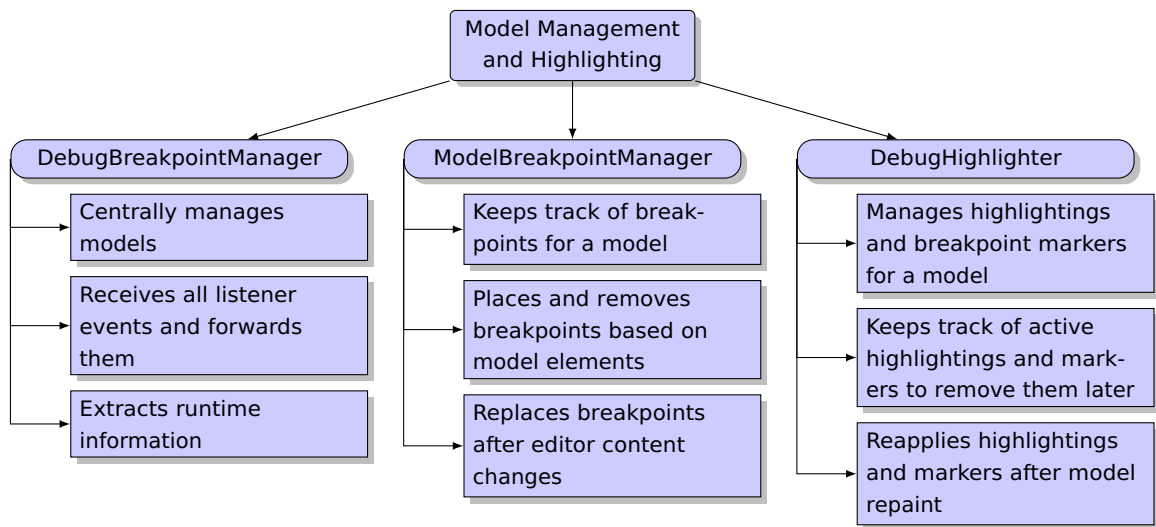 Model Management
and Highlighting
DebugBreakpointManager
Centrally manages
models
Receives all listener
events and forwards
them
Extracts runtime
information
ModelBreakpointManager
Keeps track of break-
points for a model
Places and removes
breakpoints based on
model elements
Replaces breakpoints
after editor content
changes
DebugHighlighter
Manages highlightings
and breakpoint markers
for a model
Keeps track of active
highlightings and mark-
ers to remove them later
Reapplies highlightings
and markers after model
repaint